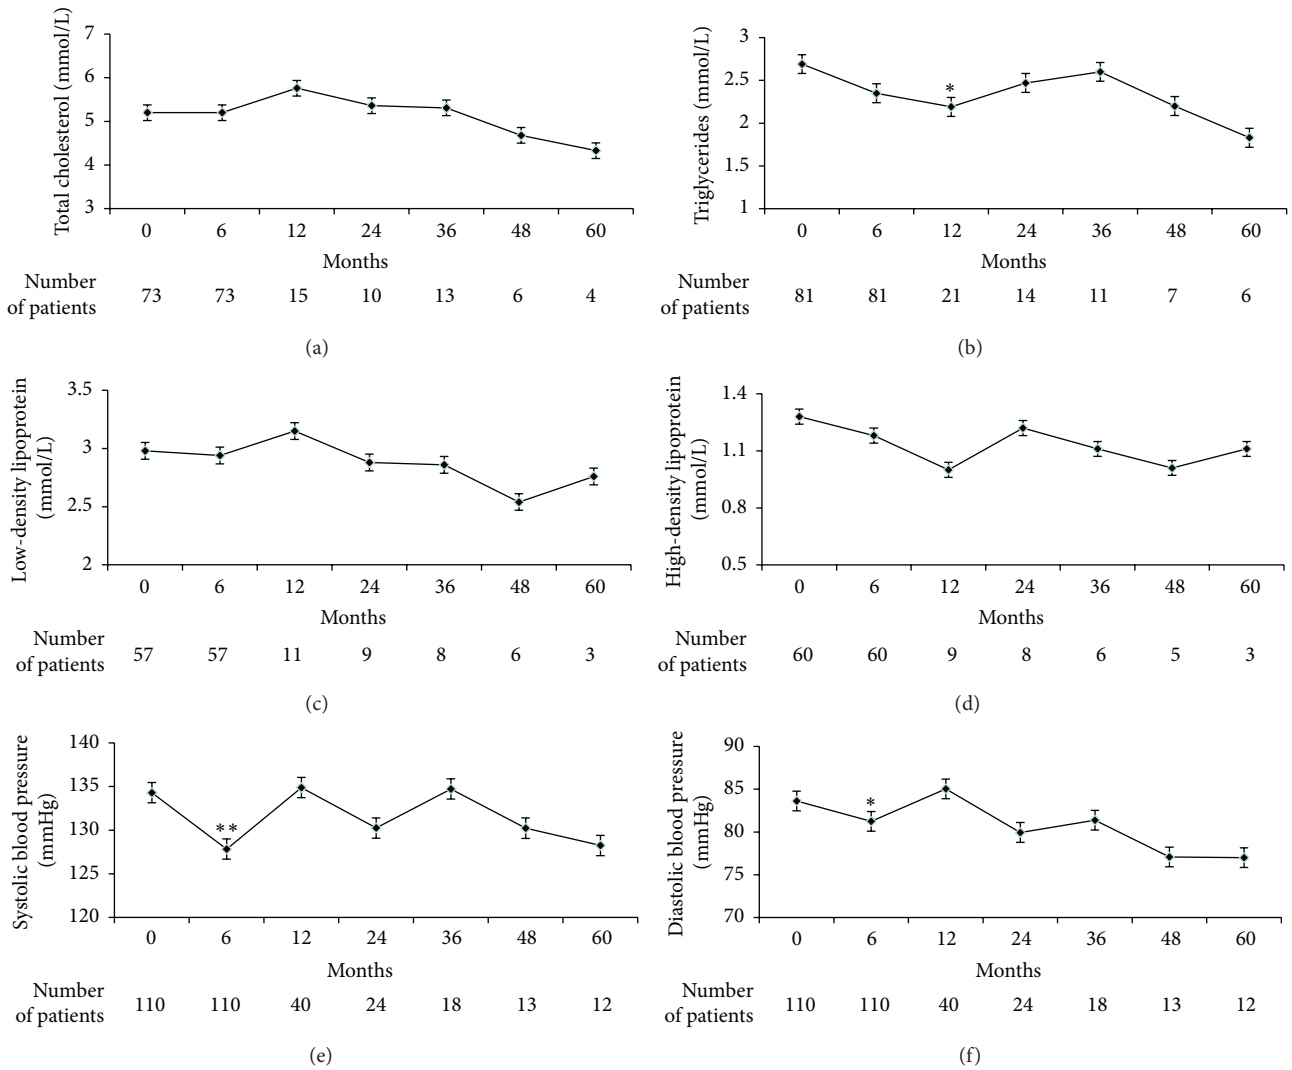 Total cholesterol (mmol/L)
7
6
5
4
3
0 6 12 24 36 48 60
Months
Number
of patients
73 73 15 10 13 6 4
(a)
Triglycerides (mmol/L)
3
2.5
2
1.5
1
*
0 6 12 24 36 48 60
Months
Number
of patients
81 81 21 14 11 7 6
(b)
Low-density lipoprotein
(mmol/L)
3.5
3
2.5
2
0 6 12 24 36 48 60
Months
Number
of patients
57 57 11 9 8 6 3
(c)
High-density lipoprotein
(mmol/L)
1.4
1.1
0.8
0.5
0 6 12 24 36 48 60
Months
Number
of patients
60 60 9 8 6 5 3
(d)
Systolic blood pressure
(mmHg)
140
135
130
125
120
**
0 6 12 24 36 48 60
Months
Number
of patients
110 110 40 24 18 13 12
(e)
Diastolic blood pressure
(mmHg)
90
85
80
75
70
*
0 6 12 24 36 48 60
Months
Number
of patients
110 110 40 24 18 13 12
(f)